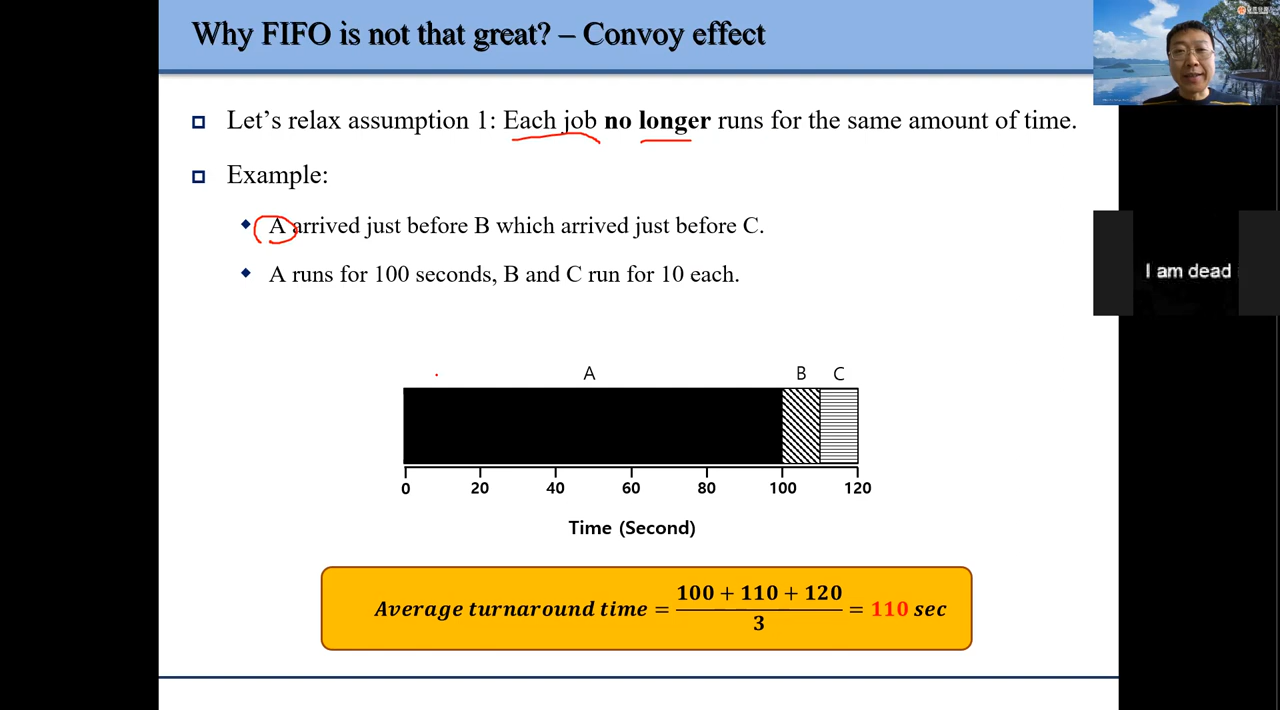 Why FIFO is not that great? – Convoy effect
Let's relax assumption 1: Each job no longer runs for the same amount of time.
Example:
A arrived just before B which arrived just before C.
A runs for 100 seconds, B and C run for 10 each.
I am dead
A B C
0 20 40 60 80 100 120
Time (Second)
Average turnaround time = 100 + 110 + 120 / 3 = 110 sec